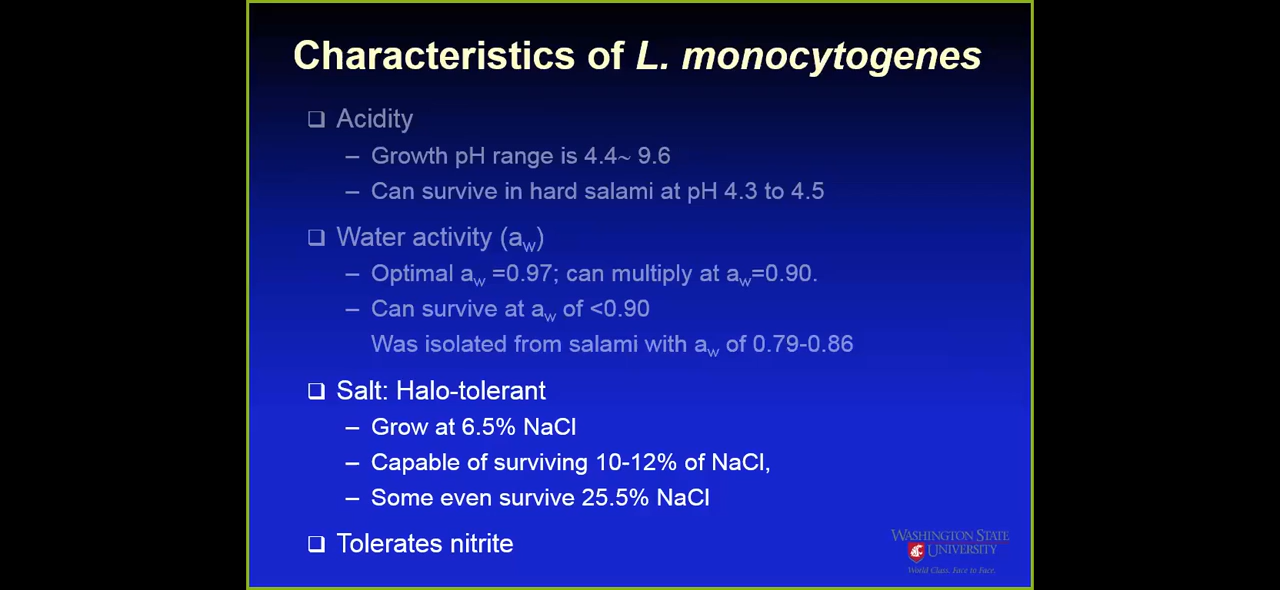 Characteristics of L. monocytogenes
❑ Acidity
– Growth pH range is 4.4~ 9.6
– Can survive in hard salami at pH 4.3 to 4.5
❑ Water activity (aw)
– Optimal aw =0.97; can multiply at aw=0.90.
– Can survive at aw of <0.90
Was isolated from salami with aw of 0.79-0.86
❑ Salt: Halo-tolerant
– Grow at 6.5% NaCl
– Capable of surviving 10-12% of NaCl,
– Some even survive 25.5% NaCl
❑ Tolerates nitrite
WASHINGTON STATE
UNIVERSITY
World Class. Face to Face.